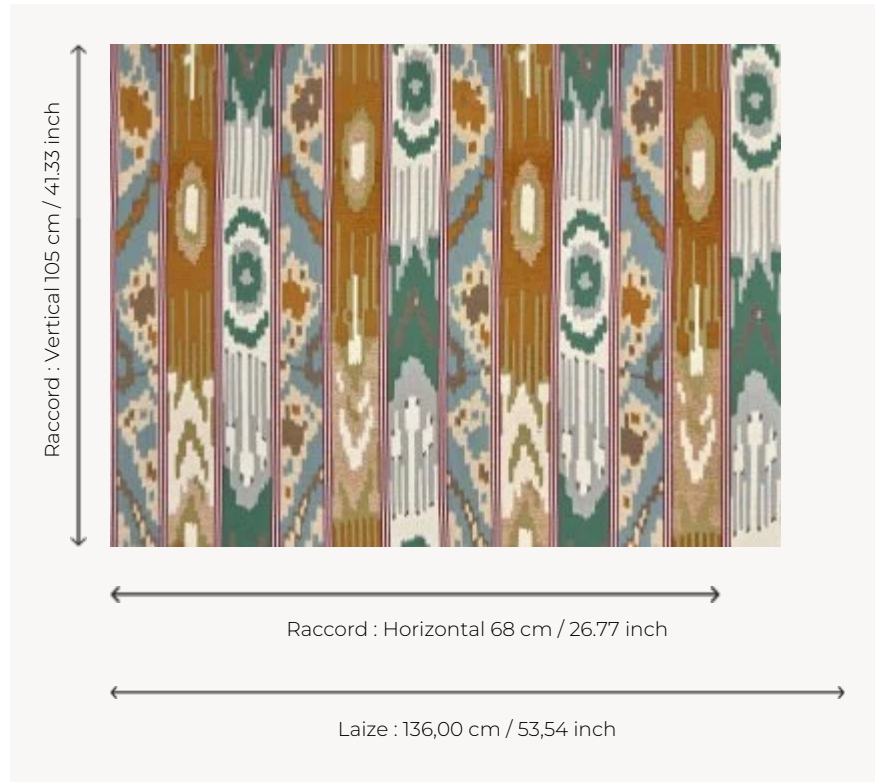 Raccord : Vertical 105 cm / 41.33 inch
Raccord : Horizontal 68 cm / 26.77 inch
Laize : 136,00 cm / 53,54 inch